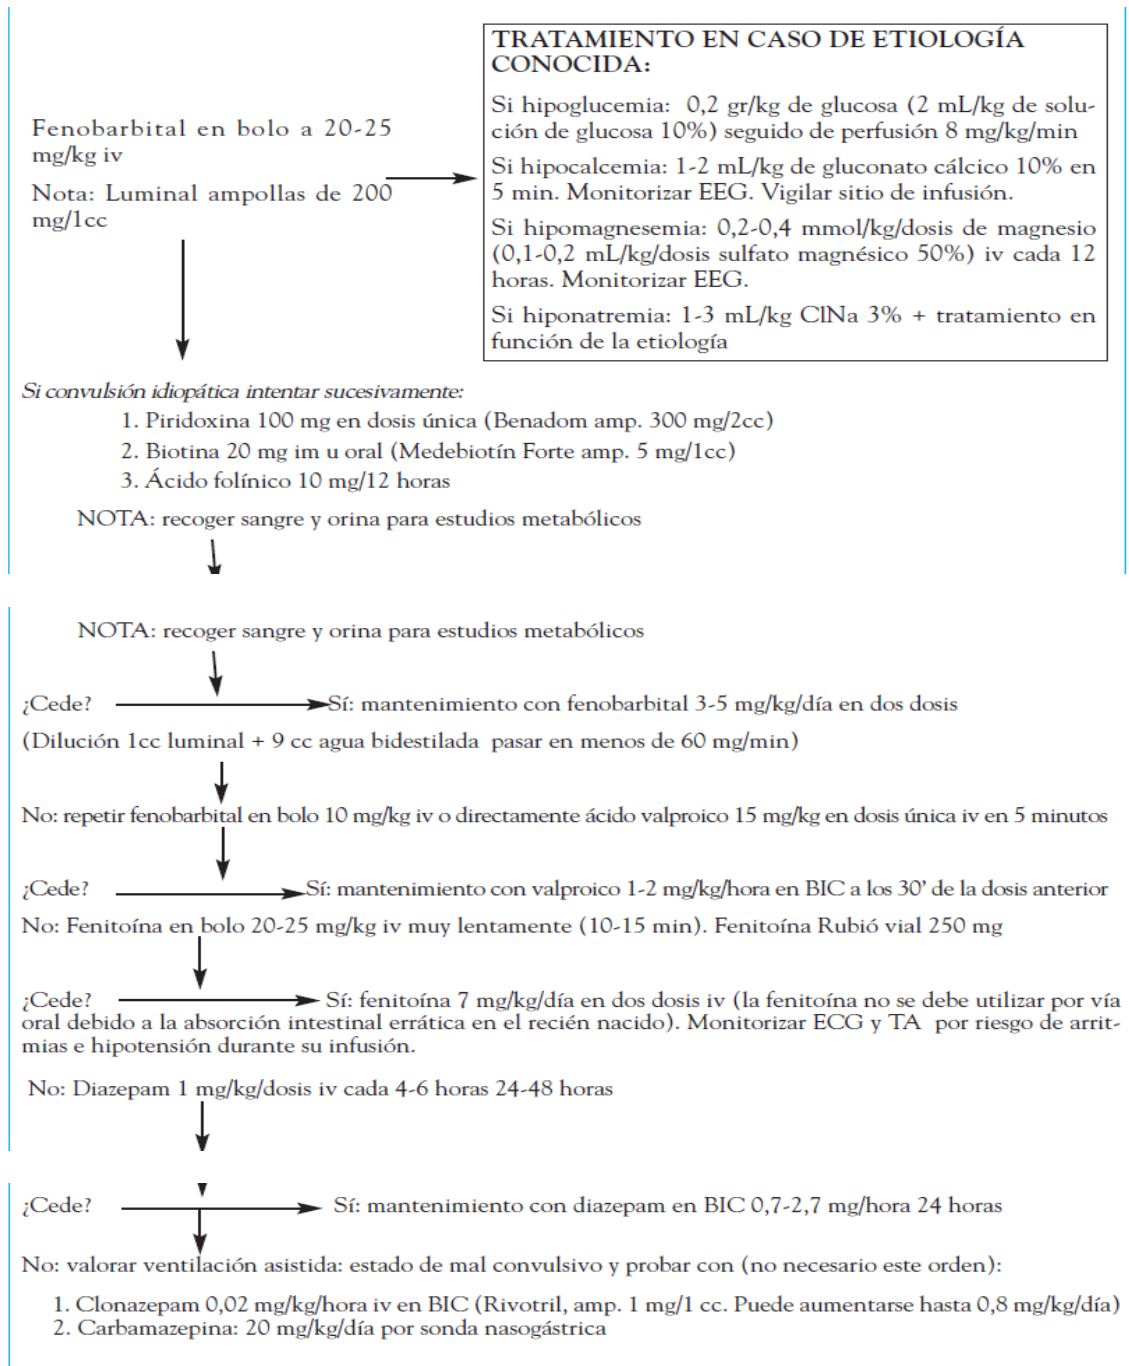 TRATAMIENTO EN CASO DE ETIOLOGÍA
CONOCIDA:
Si hipoglucemia: 0,2 gr/kg de glucosa (2 mL/kg de solu-
ción de glucosa 10%) seguido de perfusión 8 mg/kg/min
Si hipocalcemia: 1-2 mL/kg de gluconato cálcico 10% en
5 min. Monitorizar EEG. Vigilar sitio de infusión.
Si hipomagnesemia: 0,2-0,4 mmol/kg/dosis de magnesio
(0,1-0,2 mL/kg/dosis sulfato magnésico 50%) iv cada 12
horas. Monitorizar EEG.
Si hiponatremia: 1-3 mL/kg ClNa 3% + tratamiento en
función de la etiología
Fenobarbital en bolo a 20-25
mg/kg iv
Nota: Luminal ampollas de 200
mg/1cc
Si convulsión idiopática intentar sucesivamente:
1. Piridoxina 100 mg en dosis única (Benadom amp. 300 mg/2cc)
2. Biotina 20 mg im u oral (Medebiotín Forte amp. 5 mg/1cc)
3. Ácido folínico 10 mg/12 horas
NOTA: recoger sangre y orina para estudios metabólicos
NOTA: recoger sangre y orina para estudios metabólicos
¿Cede? Sí: mantenimiento con fenobarbital 3-5 mg/kg/día en dos dosis
(Dilución 1cc luminal + 9 cc agua bidestilada pasar en menos de 60 mg/min)
No: repetir fenobarbital en bolo 10 mg/kg iv o directamente ácido valproico 15 mg/kg en dosis única iv en 5 minutos
¿Cede? Sí: mantenimiento con valproico 1-2 mg/kg/hora en BIC a los 30' de la dosis anterior
No: Fenitoína en bolo 20-25 mg/kg iv muy lentamente (10-15 min). Fenitoína Rubió vial 250 mg
¿Cede? Sí: fenitoína 7 mg/kg/día en dos dosis iv (la fenitoína no se debe utilizar por vía
oral debido a la absorción intestinal errática en el recién nacido). Monitorizar ECG y TA por riesgo de arrit-
mias e hipotensión durante su infusión.
No: Diazepam 1 mg/kg/dosis iv cada 4-6 horas 24-48 horas
¿Cede? Sí: mantenimiento con diazepam en BIC 0,7-2,7 mg/hora 24 horas
No: valorar ventilación asistida: estado de mal convulsivo y probar con (no necesario este orden):
1. Clonazepam 0,02 mg/kg/hora iv en BIC (Rivotril, amp. 1 mg/1 cc. Puede aumentarse hasta 0,8 mg/kg/día)
2. Carbamazepina: 20 mg/kg/día por sonda nasogástrica